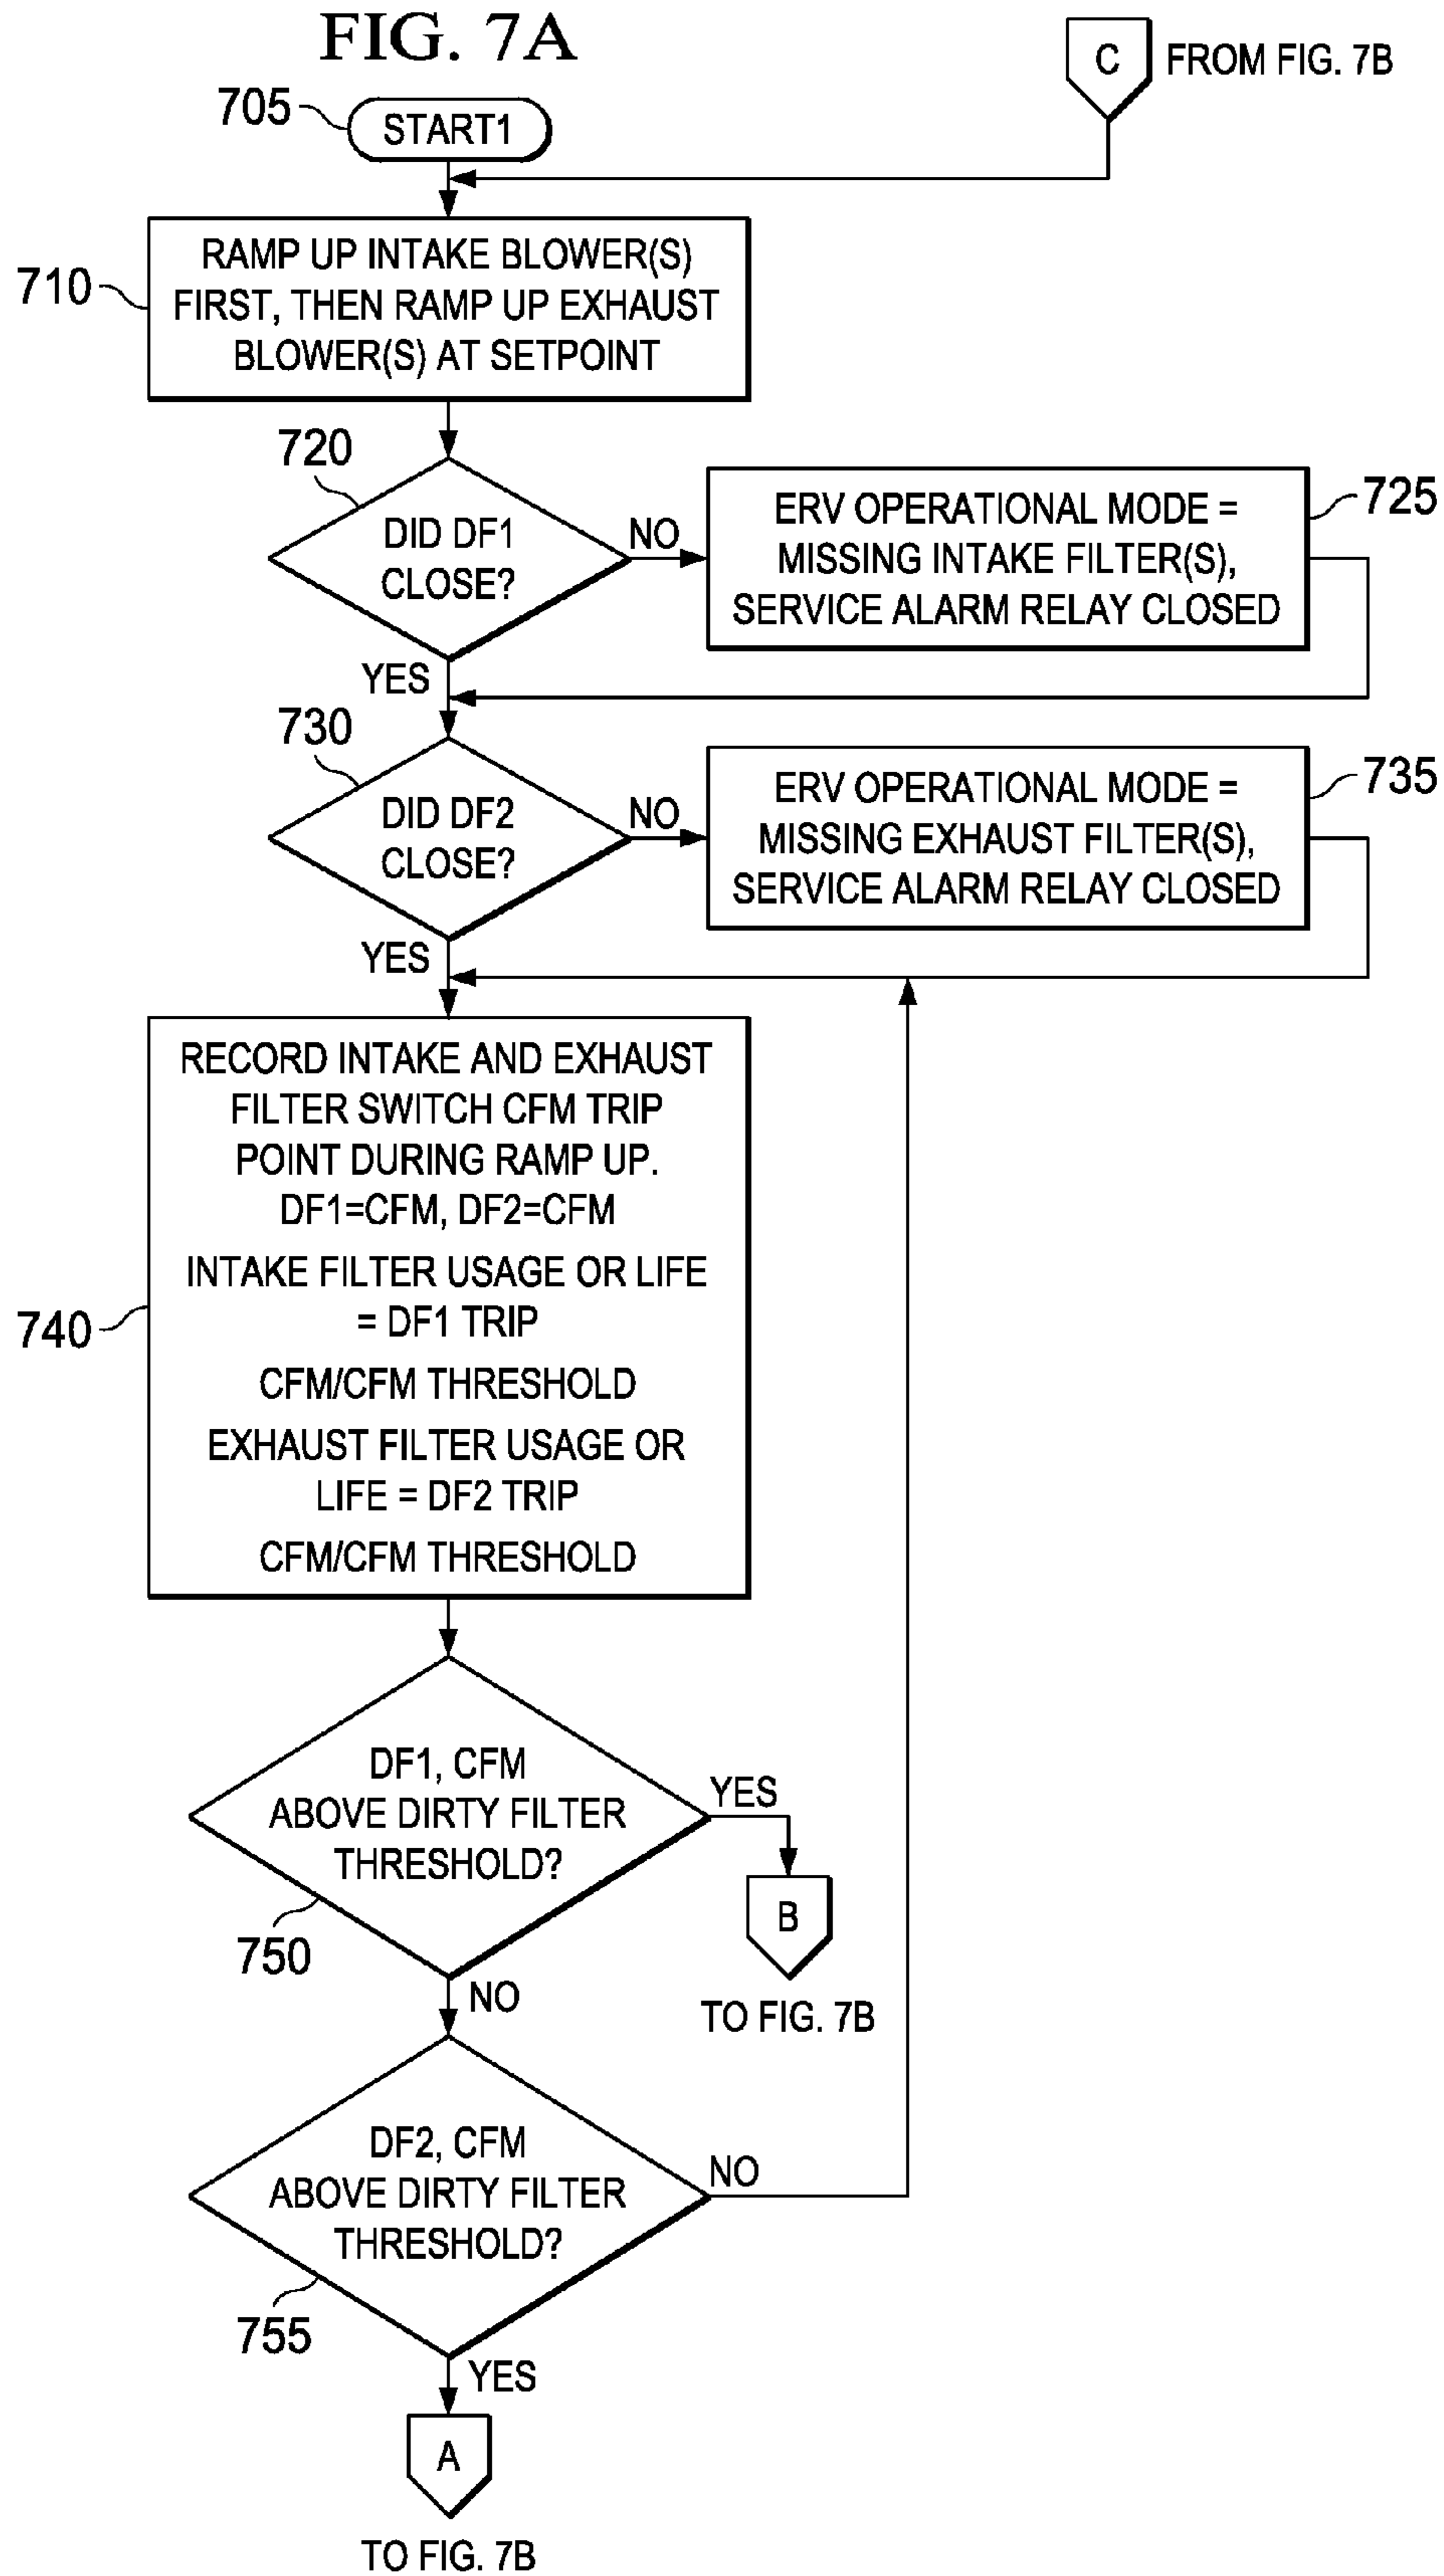 FIG. 7A
C
FROM FIG. 7B
705
START1
710
RAMP UP INTAKE BLOWER(S)
FIRST, THEN RAMP UP EXHAUST
BLOWER(S) AT SETPOINT
720
DID DF1
CLOSE?
NO
ERV OPERATIONAL MODE =
MISSING INTAKE FILTER(S),
SERVICE ALARM RELAY CLOSED
725
YES
730
DID DF2
CLOSE?
NO
ERV OPERATIONAL MODE =
MISSING EXHAUST FILTER(S),
SERVICE ALARM RELAY CLOSED
735
YES
740
RECORD INTAKE AND EXHAUST
FILTER SWITCH CFM TRIP
POINT DURING RAMP UP.
DF1=CFM, DF2=CFM
INTAKE FILTER USAGE OR LIFE
= DF1 TRIP
CFM/CFM THRESHOLD
EXHAUST FILTER USAGE OR
LIFE = DF2 TRIP
CFM/CFM THRESHOLD
DF1, CFM
ABOVE DIRTY FILTER
THRESHOLD?
YES
750
B
TO FIG. 7B
NO
DF2, CFM
ABOVE DIRTY FILTER
THRESHOLD?
NO
755
YES
A
TO FIG. 7B